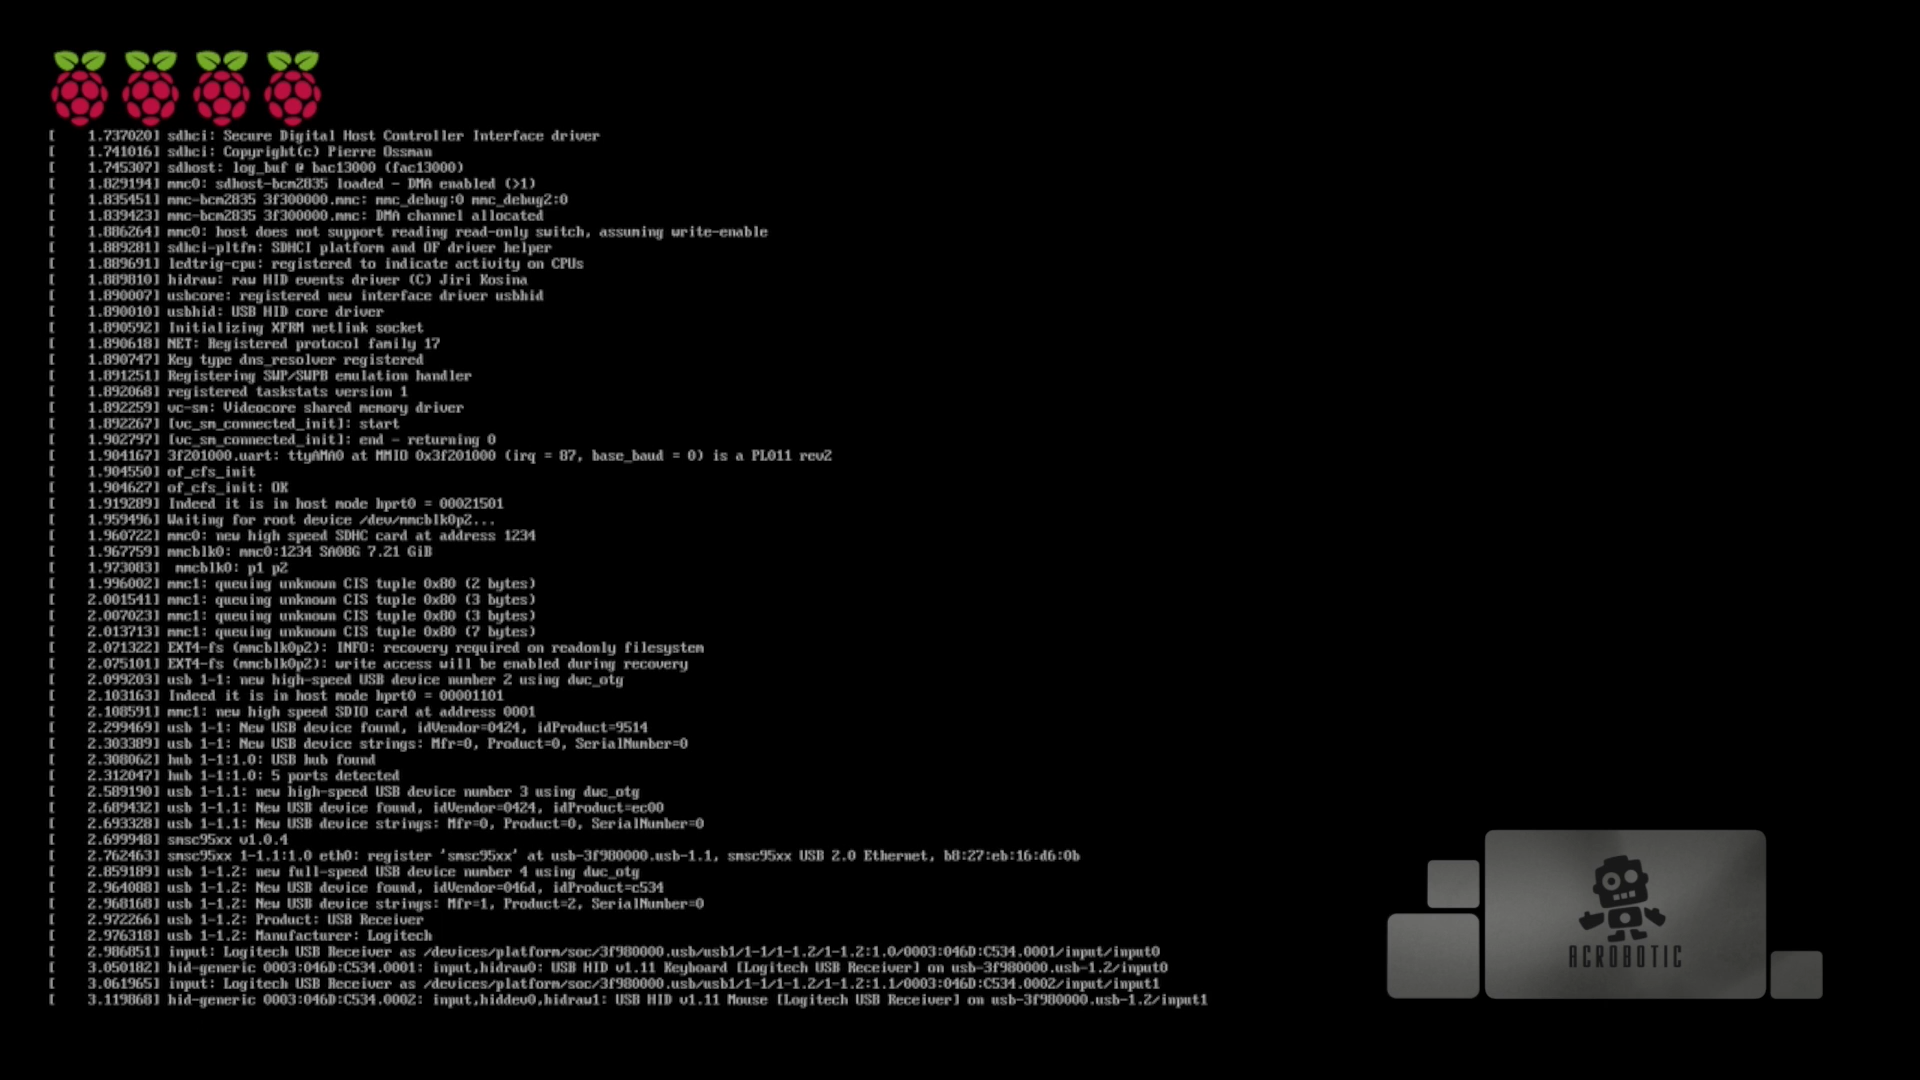 [    1.737020] sdhci: Secure Digital Host Controller Interface driver
[    1.741016] sdhci: Copyright(c) Pierre Ossman
[    1.745307] sdhost: log_buf @ bac13000 (fac13000)
[    1.829194] mmc0: sdhost-bcm2835 loaded - DMA enabled (>1)
[    1.835451] mmc-bcm2835 3f300000.mmc: mmc_debug:0 mmc_debug2:0
[    1.839423] mmc-bcm2835 3f300000.mmc: DMA channel allocated
[    1.886264] mmc0: host does not support reading read-only switch, assuming write-enable
[    1.889281] sdhci-pltfm: SDHCI platform and OF driver helper
[    1.889691] ledtrig-cpu: registered to indicate activity on CPUs
[    1.889810] hidraw: raw HID events driver (C) Jiri Kosina
[    1.890007] usbcore: registered new interface driver usbhid
[    1.890010] usbhid: USB HID core driver
[    1.890592] Initializing XFRM netlink socket
[    1.890618] NET: Registered protocol family 17
[    1.890747] Key type dns_resolver registered
[    1.891251] Registering SWP/SWPB emulation handler
[    1.892068] registered taskstats version 1
[    1.892259] vc-sm: Videocore shared memory driver
[    1.892267] [vc_sm_connected_init]: start
[    1.902797] [vc_sm_connected_init]: end - returning 0
[    1.904167] 3f201000.uart: ttyAMA0 at MMIO 0x3f201000 (irq = 87, base_baud = 0) is a PL011 rev2
[    1.904550] of_cfs_init
[    1.904627] of_cfs_init: OK
[    1.919289] Indeed it is in host mode hprt0 = 00021501
[    1.959496] Waiting for root device /dev/mmcblk0p2...
[    1.960722] mmc0: new high speed SDHC card at address 1234
[    1.967759] mmcblk0: mmc0:1234 SA08G 7.21 GiB
[    1.973083]  mmcblk0: p1 p2
[    1.996002] mmc1: queuing unknown CIS tuple 0x80 (2 bytes)
[    2.001541] mmc1: queuing unknown CIS tuple 0x80 (3 bytes)
[    2.007023] mmc1: queuing unknown CIS tuple 0x80 (3 bytes)
[    2.013713] mmc1: queuing unknown CIS tuple 0x80 (7 bytes)
[    2.071322] EXT4-fs (mmcblk0p2): INFO: recovery required on readonly filesystem
[    2.075101] EXT4-fs (mmcblk0p2): write access will be enabled during recovery
[    2.099203] usb 1-1: new high-speed USB device number 2 using dwc_otg
[    2.103163] Indeed it is in host mode hprt0 = 00001101
[    2.108591] mmc1: new high speed SDIO card at address 0001
[    2.299469] usb 1-1: New USB device found, idVendor=0424, idProduct=9514
[    2.303389] usb 1-1: New USB device strings: Mfr=0, Product=0, SerialNumber=0
[    2.308062] hub 1-1:1.0: USB hub found
[    2.312047] hub 1-1:1.0: 5 ports detected
[    2.589190] usb 1-1.1: new high-speed USB device number 3 using dwc_otg
[    2.689432] usb 1-1.1: New USB device found, idVendor=0424, idProduct=ec00
[    2.693328] usb 1-1.1: New USB device strings: Mfr=0, Product=0, SerialNumber=0
[    2.699948] smsc95xx v1.0.4
[    2.762463] smsc95xx 1-1.1:1.0 eth0: register 'smsc95xx' at usb-3f980000.usb-1.1, smsc95xx USB 2.0 Ethernet, b8:27:eb:16:d6:0b
[    2.859189] usb 1-1.2: new full-speed USB device number 4 using dwc_otg
[    2.964088] usb 1-1.2: New USB device found, idVendor=046d, idProduct=c534
[    2.968168] usb 1-1.2: New USB device strings: Mfr=1, Product=2, SerialNumber=0
[    2.972266] usb 1-1.2: Product: USB Receiver
[    2.976318] usb 1-1.2: Manufacturer: Logitech
[    2.986851] input: Logitech USB Receiver as /devices/platform/soc/3f980000.usb/usb1/1-1/1-1.2/1-1.2:1.0/0003:046D:C534.0001/input/input0
[    3.050182] hid-generic 0003:046D:C534.0001: input,hidraw0: USB HID v1.11 Keyboard [Logitech USB Receiver] on usb-3f980000.usb-1.2/input0
[    3.061965] input: Logitech USB Receiver as /devices/platform/soc/3f980000.usb/usb1/1-1/1-1.2/1-1.2:1.1/0003:046D:C534.0002/input/input1
[    3.119868] hid-generic 0003:046D:C534.0002: input,hiddev0,hidraw1: USB HID v1.11 Mouse [Logitech USB Receiver] on usb-3f980000.usb-1.2/input1
ACROBOTIC